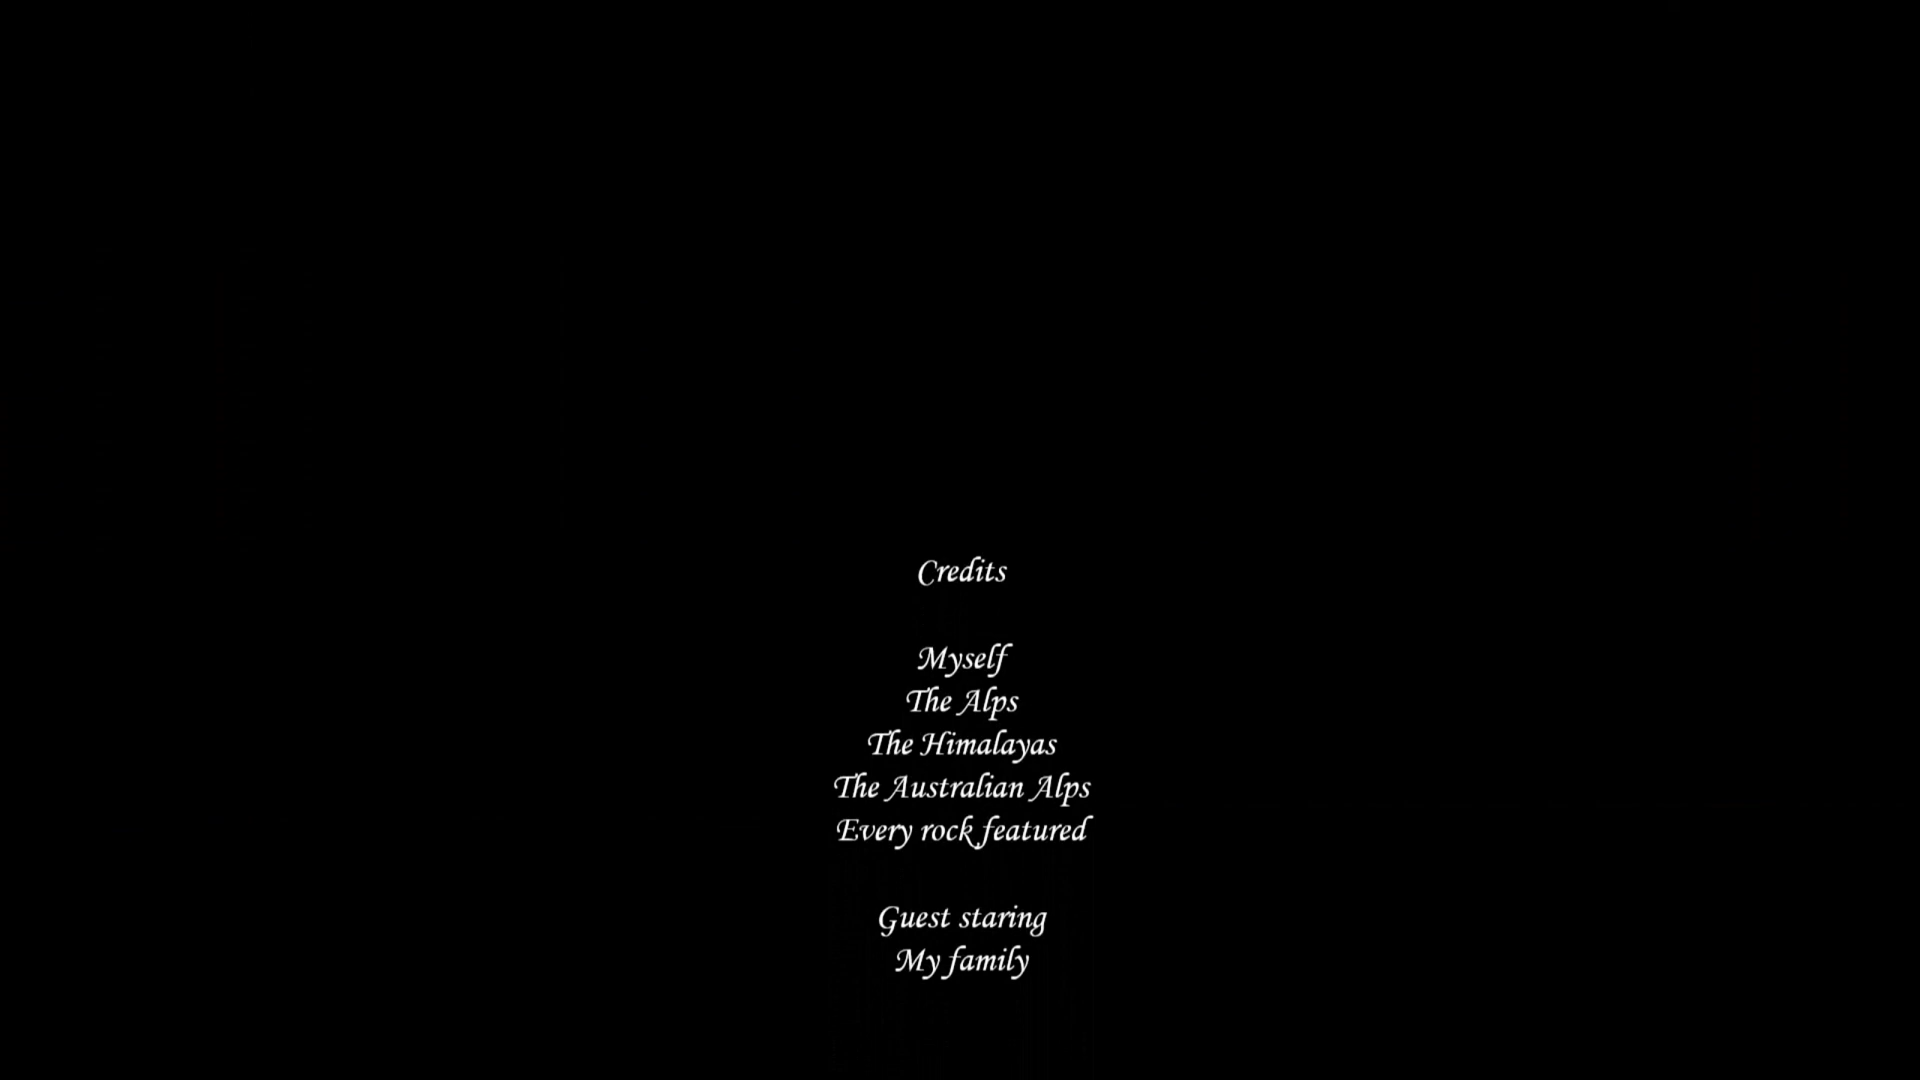 Credits
Myself
The Alps
The Himalayas
The Australian Alps
Every rock featured
Guest staring
My family